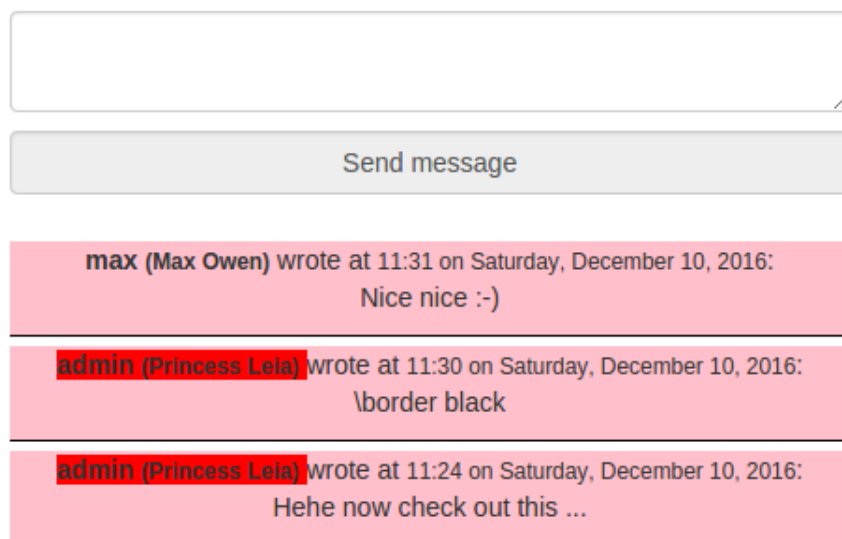 Send message
max (Max Owen) wrote at 11:31 on Saturday, December 10, 2016:
Nice nice :-)
admin (Princess Leia) wrote at 11:30 on Saturday, December 10, 2016:
\border black
admin (Princess Leia) wrote at 11:24 on Saturday, December 10, 2016:
Hehe now check out this ...